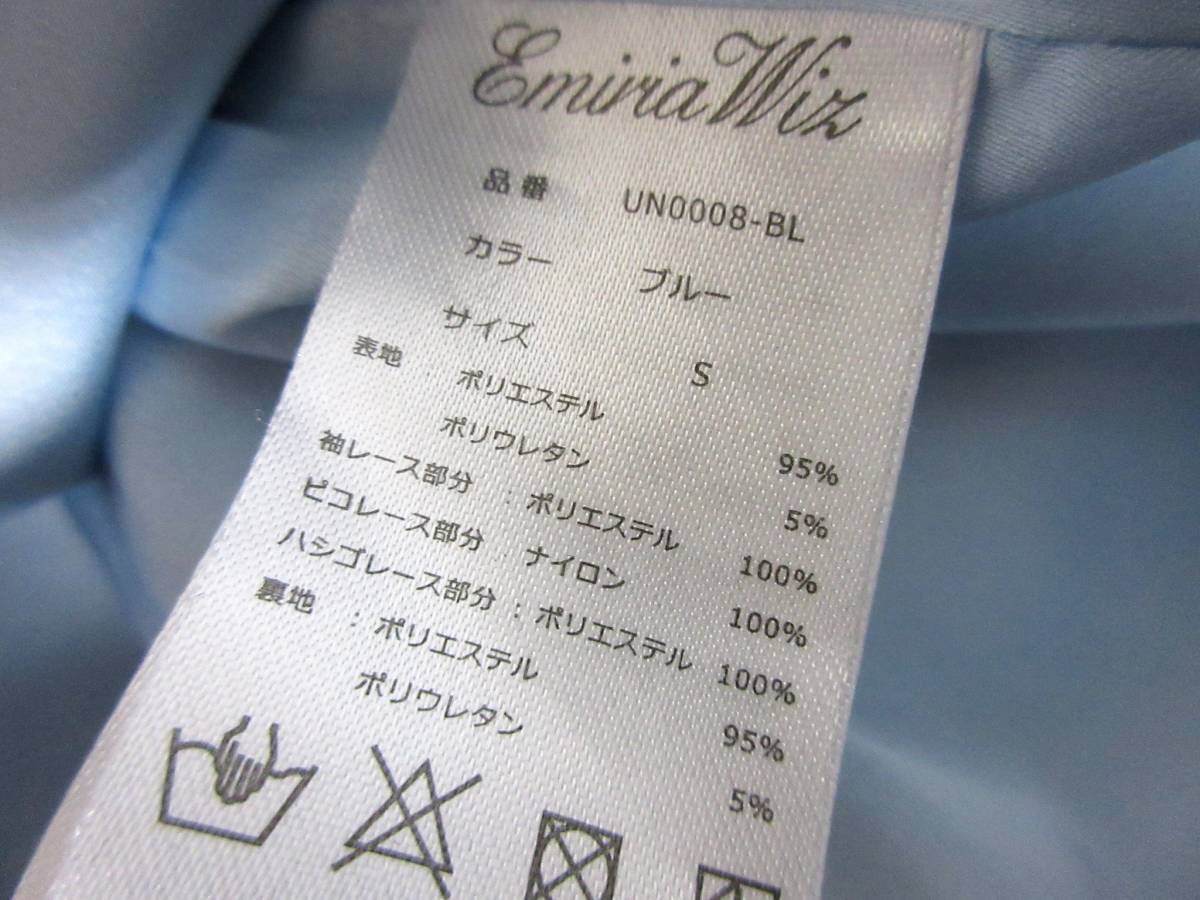 EmiriaWiz
品番 UN0008-BL
カラー ブルー
サイズ S
表地 : ポリエステル 95%
ポリウレタン 5%
袖レース部分 : ポリエステル 100%
ピコレース部分 : ナイロン 100%
ハシゴレース部分 : ポリエステル 100%
裏地 : ポリエステル 95%
ポリウレタン 5%